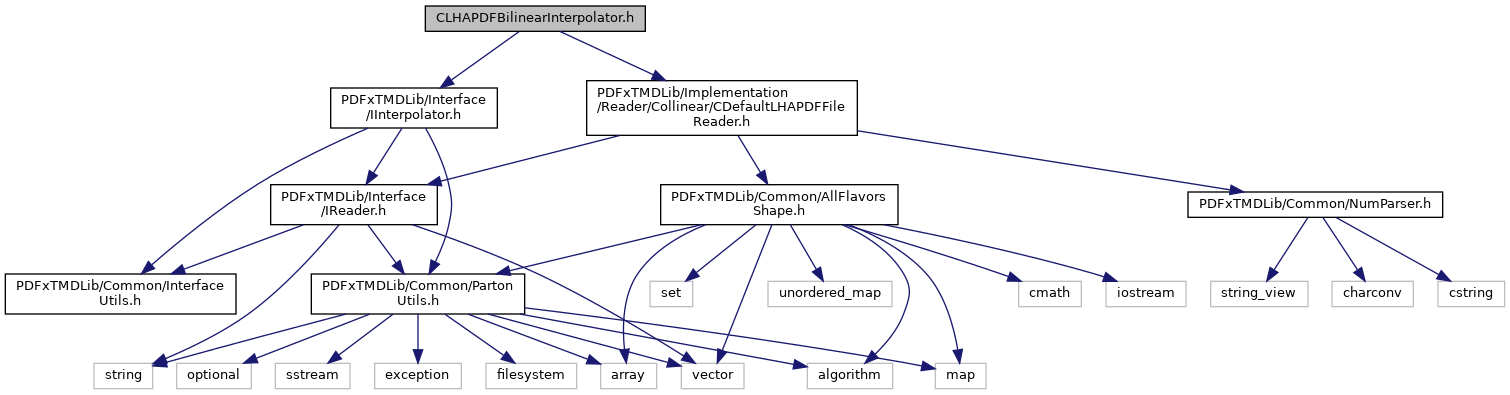 CLHAPDFBilinearInterpolator.h
PDFxTMDLib/Interface
/IInterpolator.h
PDFxTMDLib/Implementation
/Reader/Collinear/CDefaultLHAPDFFile
Reader.h
PDFxTMDLib/Interface
/IReader.h
PDFxTMDLib/Common/AllFlavors
Shape.h
PDFxTMDLib/Common/NumParser.h
PDFxTMDLib/Common/Interface
Utils.h
PDFxTMDLib/Common/Parton
Utils.h
set
unordered_map
cmath
iostream
string_view
charconv
cstring
string
optional
sstream
exception
filesystem
array
vector
algorithm
map